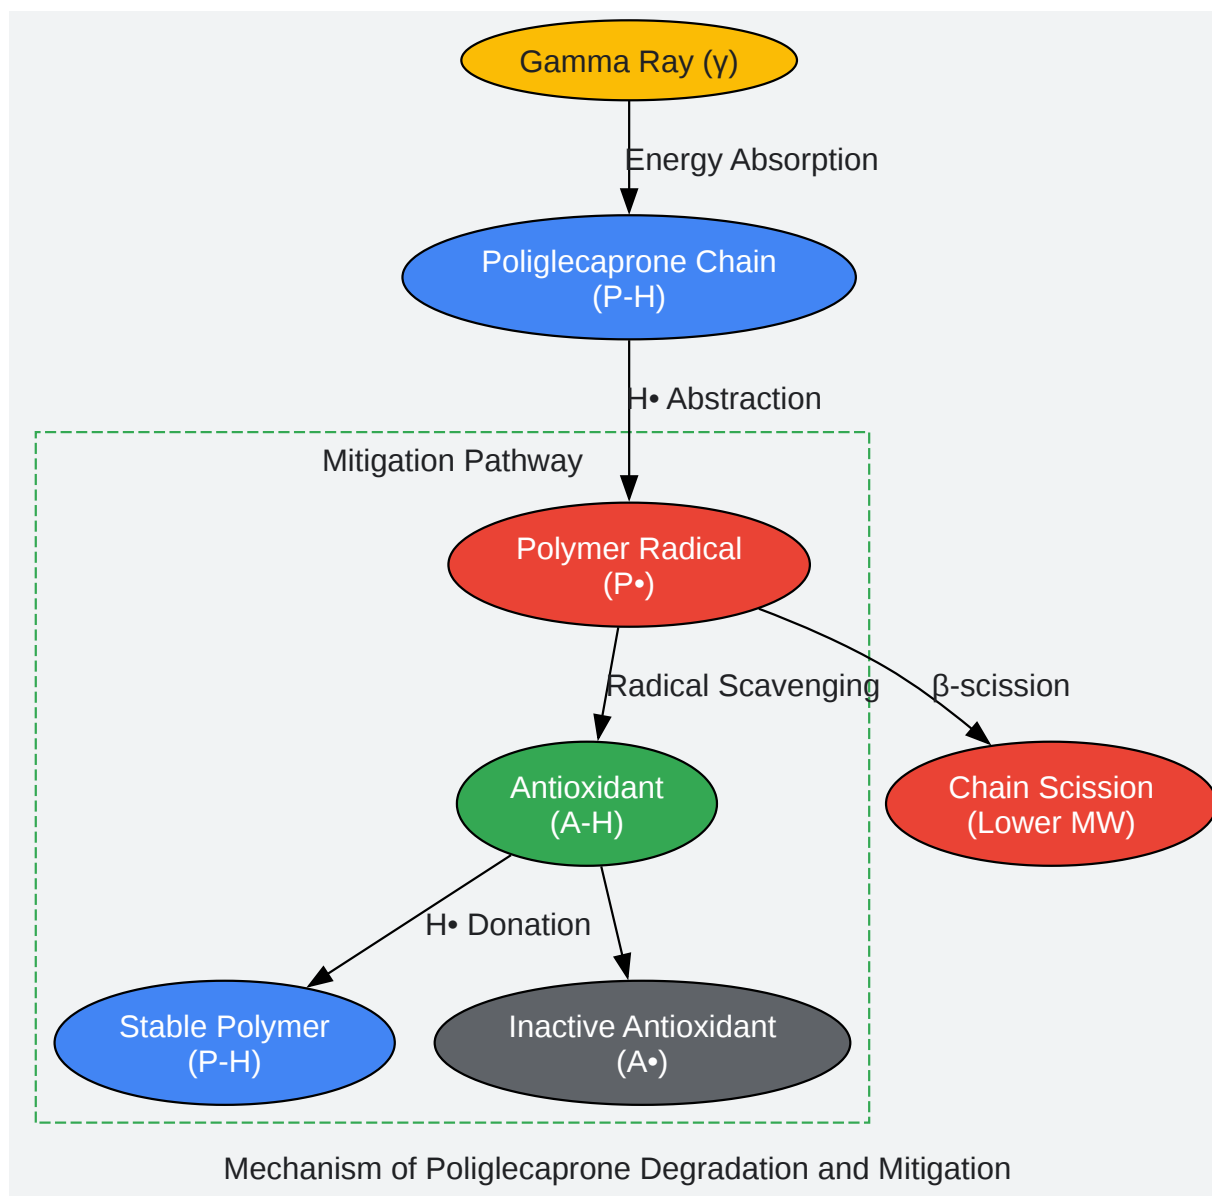 Gamma Ray (γ)
Energy Absorption
Poliglecaprone Chain
(P-H)
H• Abstraction
Mitigation Pathway
Polymer Radical
(P•)
Radical Scavenging
β-scission
Antioxidant
(A-H)
Chain Scission
(Lower MW)
H• Donation
Stable Polymer
(P-H)
Inactive Antioxidant
(A•)
Mechanism of Poliglecaprone Degradation and Mitigation